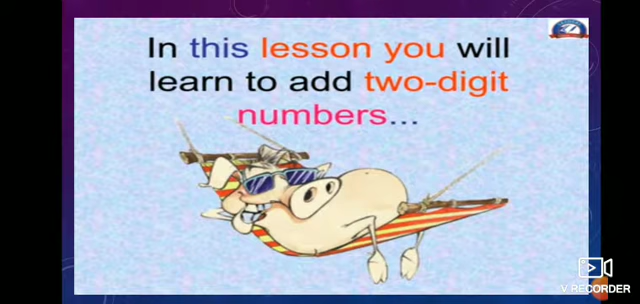 In this lesson you will
learn to add two-digit
numbers...
V RECORDER